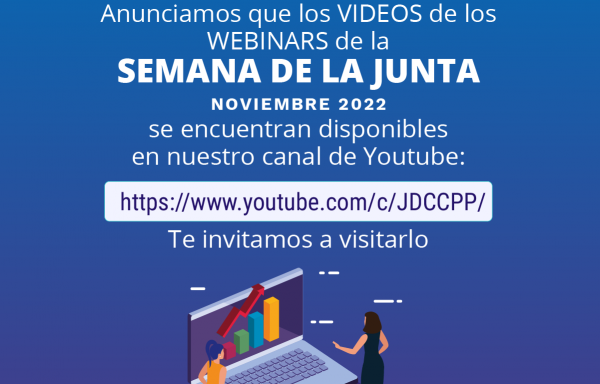 Anunciamos que los VIDEOS de los
WEBINARS de la
SEMANA DE LA JUNTA
NOVIEMBRE 2022
se encuentran disponibles
en nuestro canal de Youtube:
https://www.youtube.com/c/JDCCPP/
Te invitamos a visitarlo